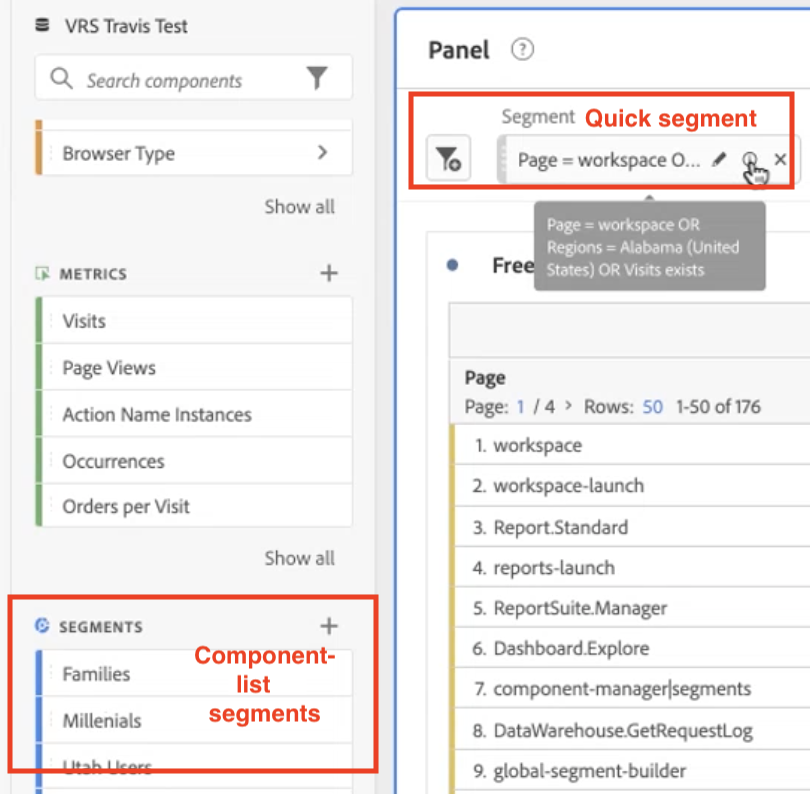 VRS Travis Test
Search components
Browser Type
Show all
METRICS
Visits
Page Views
Action Name Instances
Occurrences
Orders per Visit
Show all
SEGMENTS
Families
Millenials
Utah Users
Component-
list
segments
Panel
Segment Quick segment
Page = workspace O...
Page = workspace OR
Regions = Alabama (United
States) OR Visits exists
Free
Page
Page: 1 / 4 > Rows: 50 1-50 of 176
1. workspace
2. workspace-launch
3. Report.Standard
4. reports-launch
5. ReportSuite.Manager
6. Dashboard.Explore
7. component-manager|segments
8. DataWarehouse.GetRequestLog
9. global-segment-builder